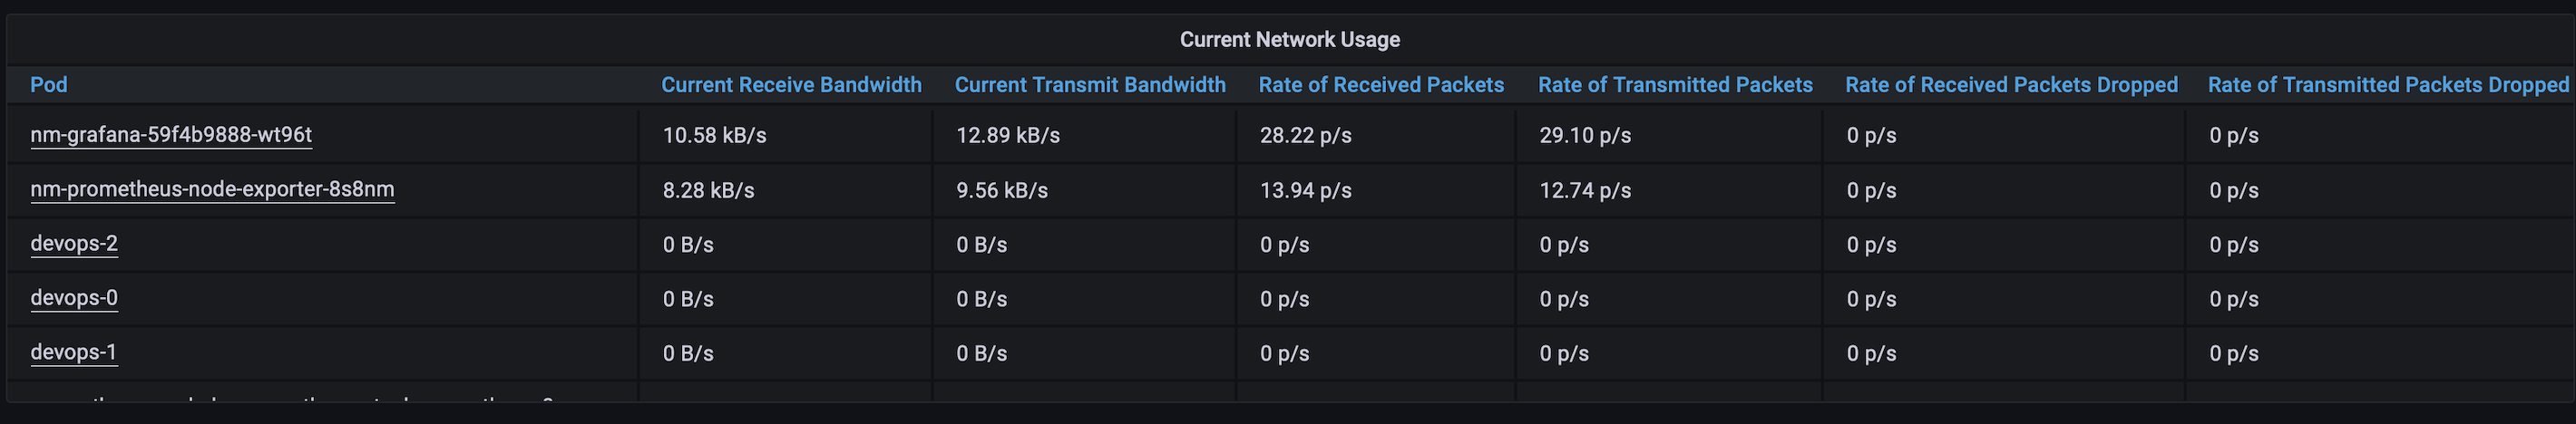 Current Network Usage
Pod Current Receive Bandwidth Current Transmit Bandwidth Rate of Received Packets Rate of Transmitted Packets Rate of Received Packets Dropped Rate of Transmitted Packets Dropped
nm-grafana-59f4b9888-wt96t 10.58 kB/s 12.89 kB/s 28.22 p/s 29.10 p/s 0 p/s 0 p/s
nm-prometheus-node-exporter-8s8nm 8.28 kB/s 9.56 kB/s 13.94 p/s 12.74 p/s 0 p/s 0 p/s
devops-2 0 B/s 0 B/s 0 p/s 0 p/s 0 p/s 0 p/s
devops-0 0 B/s 0 B/s 0 p/s 0 p/s 0 p/s 0 p/s
devops-1 0 B/s 0 B/s 0 p/s 0 p/s 0 p/s 0 p/s